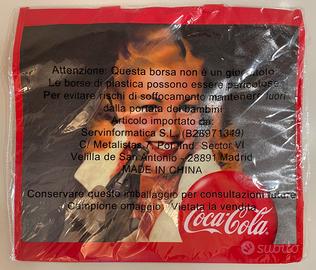 Attenzione: Questa borsa non è un giocattolo
Le borse di plastica possono essere pericolose
Per evitare rischi di soffocamento mantenere fuori
dalla portata dei bambini
Articolo importato da:
Servinformatica S.L. (B28971349)
C/ Metalistas - Pol. Ind. Sector VI
Velilla de San Antonio - 28891 Madrid
MADE IN CHINA
Conservare questo imballaggio per consultazioni future
Campione omaggio. Vietata la vendita
Coca-Cola
subito